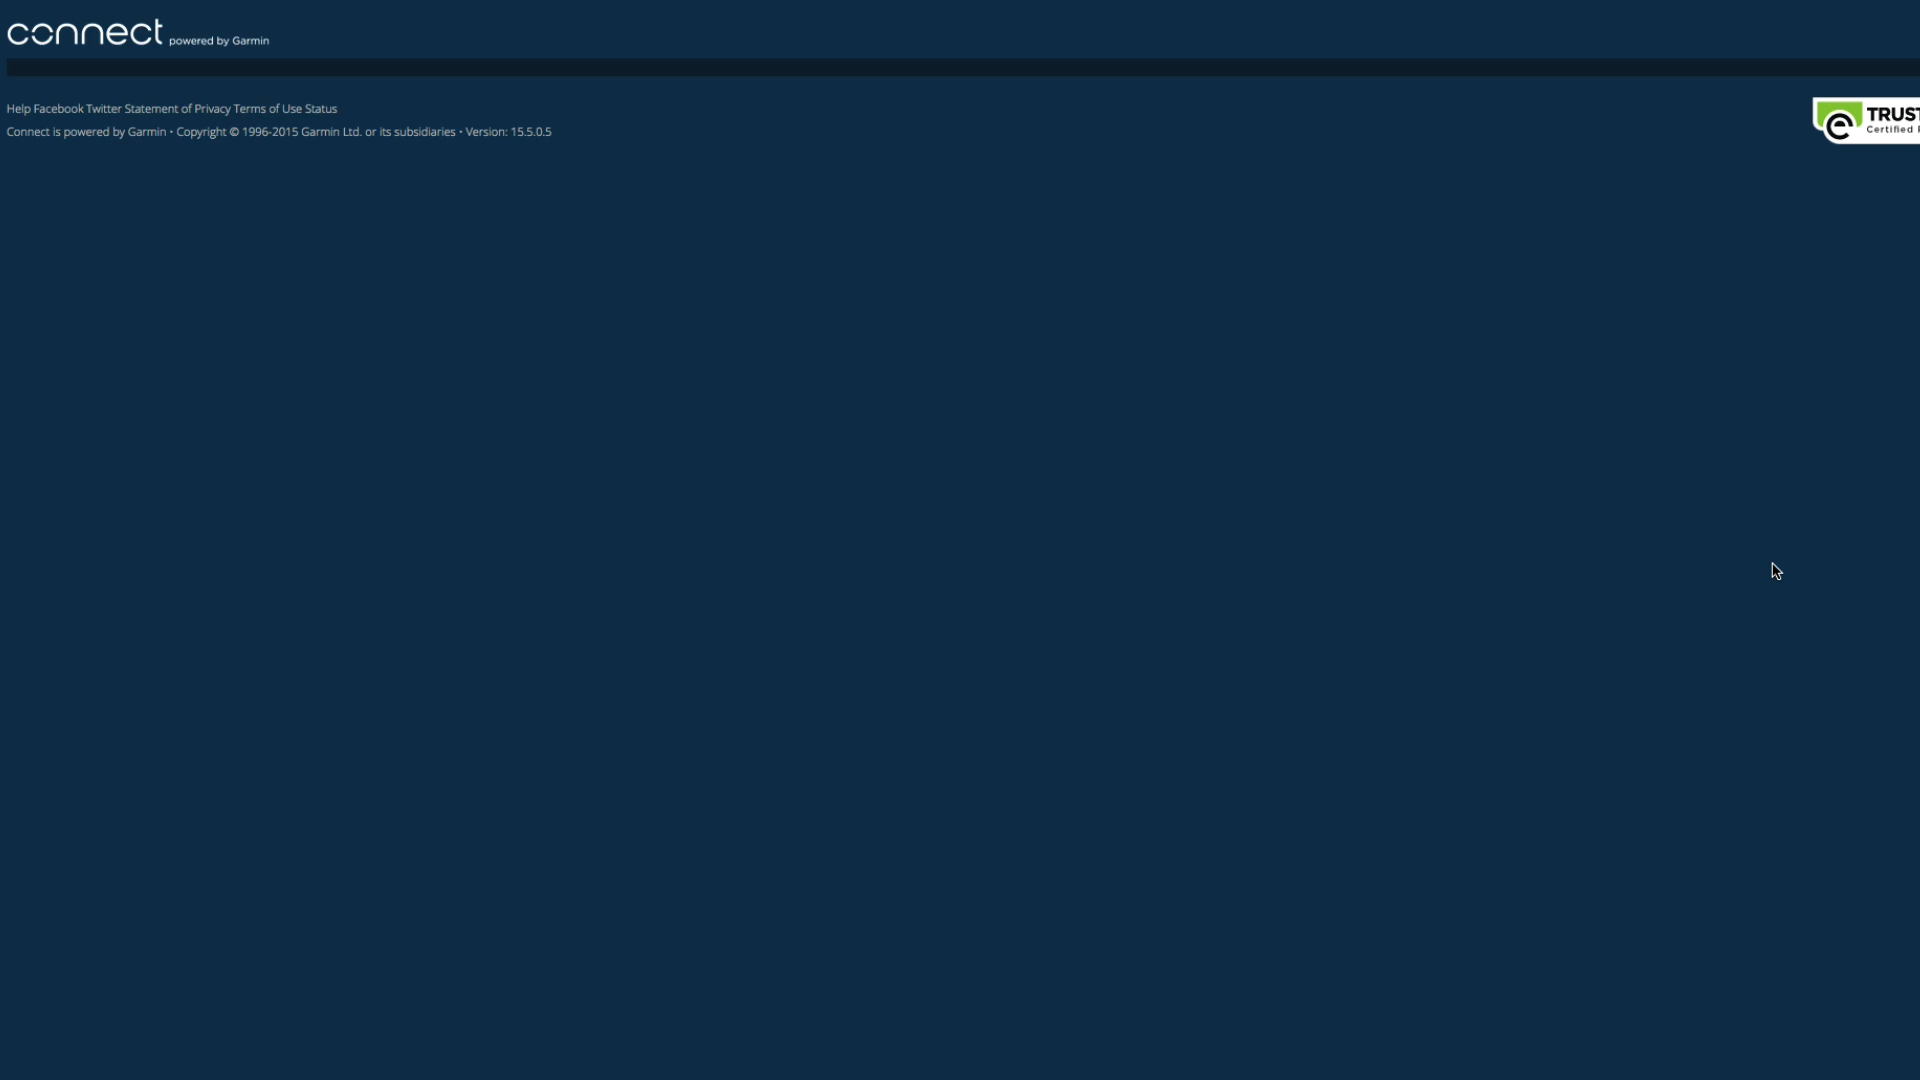 connect powered by Garmin
Help Facebook Twitter Statement of Privacy Terms of Use Status
Connect is powered by Garmin • Copyright © 1996-2015 Garmin Ltd. or its subsidiaries • Version: 15.5.0.5
TRUST
Certified